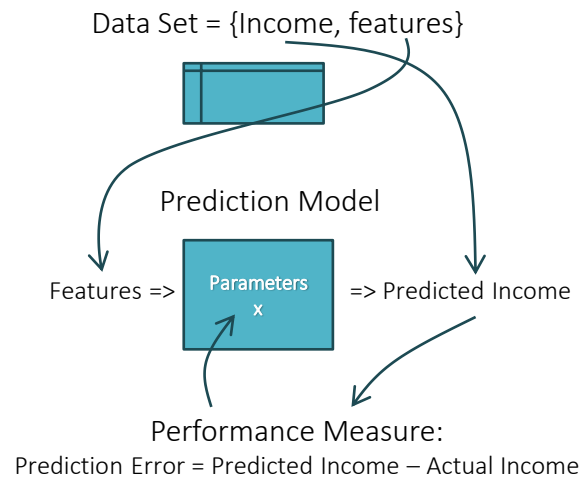 Data Set = {Income, features}
Prediction Model
Features => Parameters => Predicted Income
x
Performance Measure:
Prediction Error = Predicted Income – Actual Income